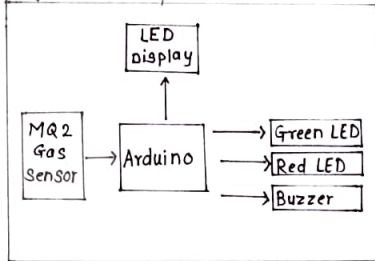 LED
Display
MQ2
Gas
Sensor
Arduino
Green LED
Red LED
Buzzer